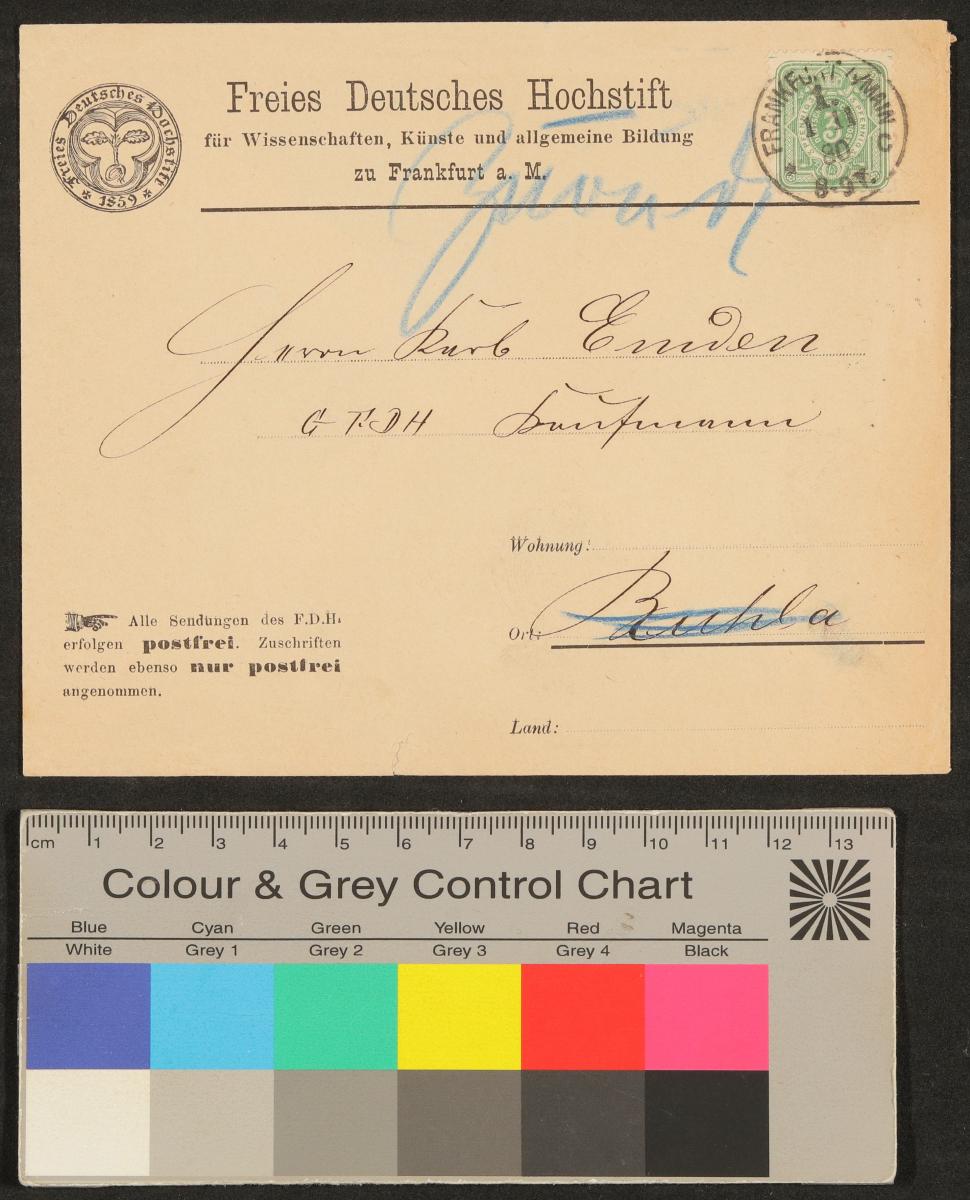 Freies Deutsches Hochstift
* 1859 *
Freies Deutsches Hochstift
für Wissenschaften, Künste und allgemeine Bildung
zu Frankfurt a. M.
FRANKFURT
MAIN
*
8-9
Herrn Karl Emden
G F.D.H Kaufmann
Wohnung:
Ort: Ruhla
Land:
Alle Sendungen des F.D.H.
erfolgen postfrei. Zuschriften
werden ebenso nur postfrei
angenommen.
cm 1 2 3 4 5 6 7 8 9 10 11 12 13
Colour & Grey Control Chart
Blue Cyan Green Yellow Red Magenta
White Grey 1 Grey 2 Grey 3 Grey 4 Black